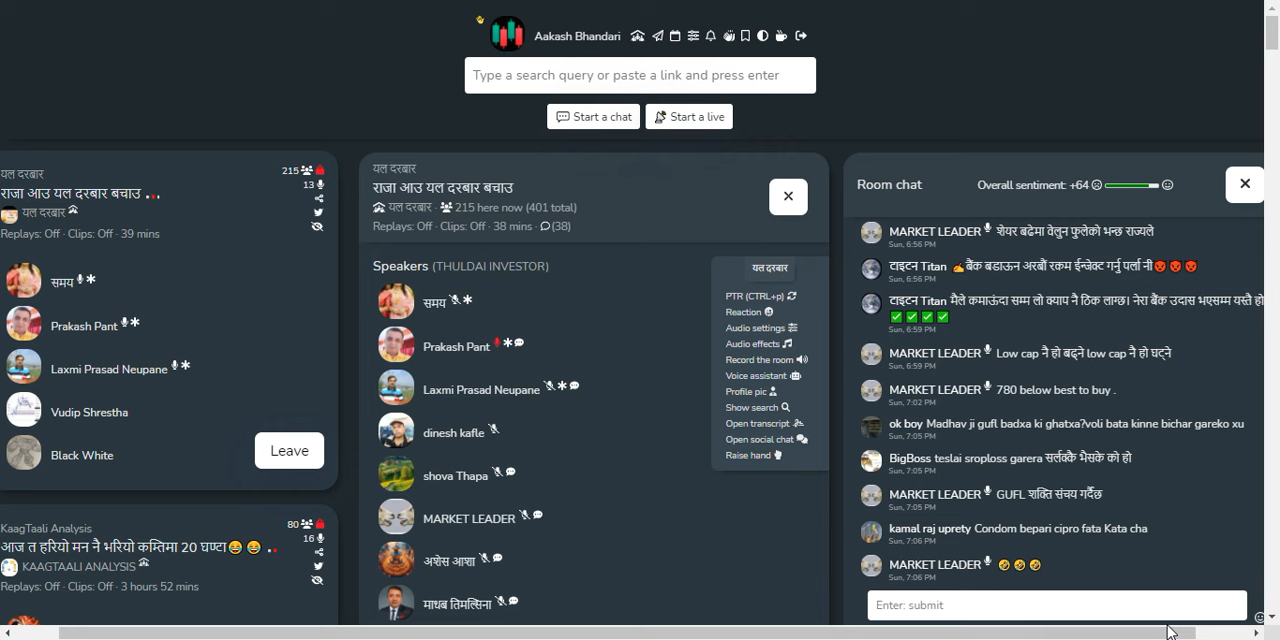 Aakash Bhandari
Type a search query or paste a link and press enter
Start a chat
Start a live
यल दरबार
215
राजा आउ यल दरबार बचाउ
13
यल दरबार
Replays: Off · Clips: Off · 39 mins
समय
Prakash Pant
Laxmi Prasad Neupane
Vudip Shrestha
Black White
Leave
KaagTaali Analysis
80
आज त हरियो मन नै भरियो कम्तिमा 20 घण्टा😂 😂
16
KAAGTAALI ANALYSIS
Replays: Off · Clips: Off · 3 hours 52 mins
यल दरबार
राजा आउ यल दरबार बचाउ
यल दरबार · 215 here now (401 total)
Replays: Off · Clips: Off · 38 mins · (38)
Speakers (THULDAI INVESTOR)
समय
Prakash Pant
Laxmi Prasad Neupane
dinesh kafle
shova Thapa
MARKET LEADER
अशेस आशा
माधब तिमल्सिना
यल दरबार
PTR (CTRL+p)
Reaction
Audio settings
Audio effects
Record the room
Voice assistant
Profile pic
Show search
Open transcript
Open social chat
Raise hand
Room chat
Overall sentiment: +64
MARKET LEADER शेयर बढेमा वेलुन फुलेको भन्छ राज्यले
Sun, 6:56 PM
टाइटन Titan ✍बैंक बडाऊन अरबौं रकम ईन्जेक्ट गर्नु पर्ला नी😡😡😡
Sun, 6:56 PM
टाइटन Titan मैले कमाऊंदा सम्म लो क्याप नै ठिक लाग्छ। नेरा बैंक उदास भएसम्म यस्तै हो
✅✅✅✅
Sun, 6:59 PM
MARKET LEADER Low cap नै हो बढ्ने low cap नै हो घट्ने
Sun, 6:59 PM
MARKET LEADER 780 below best to buy .
Sun, 7:02 PM
ok boy Madhav ji gufl badxa ki ghatxa?voli bata kinne bichar gareko xu
Sun, 7:05 PM
BigBoss teslai sroploss garera सर्लक्कै भैसके को हो
Sun, 7:05 PM
MARKET LEADER GUFL शक्ति संचय गर्दैछ
Sun, 7:05 PM
kamal raj uprety Condom bepari cipro fata Kata cha
Sun, 7:06 PM
MARKET LEADER 🤣🤣🤣
Sun, 7:06 PM
Enter: submit